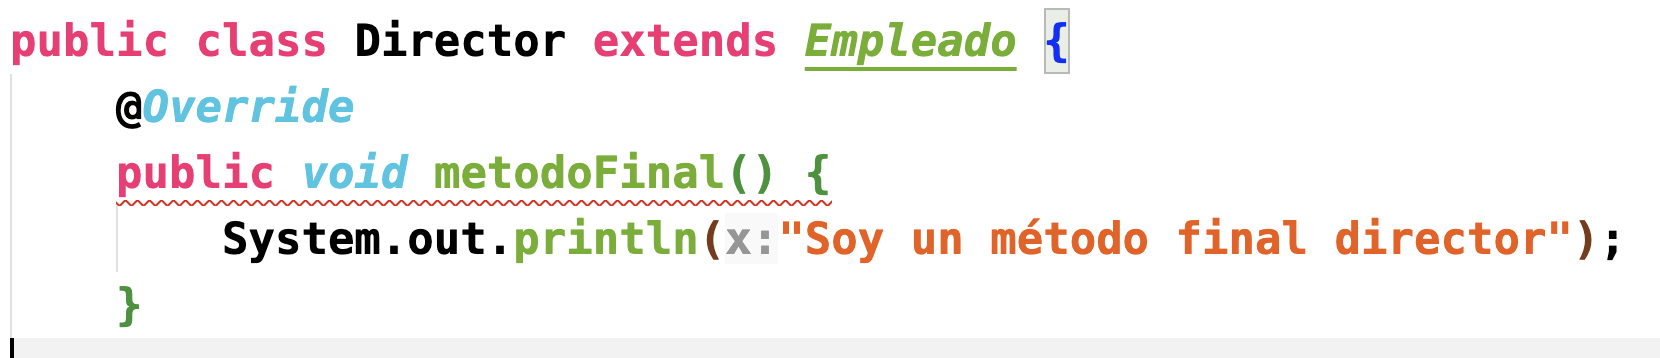 public class Director extends Empleado {
@Override
public void metodoFinal() {
System.out.println(x:"Soy un método final director");
}